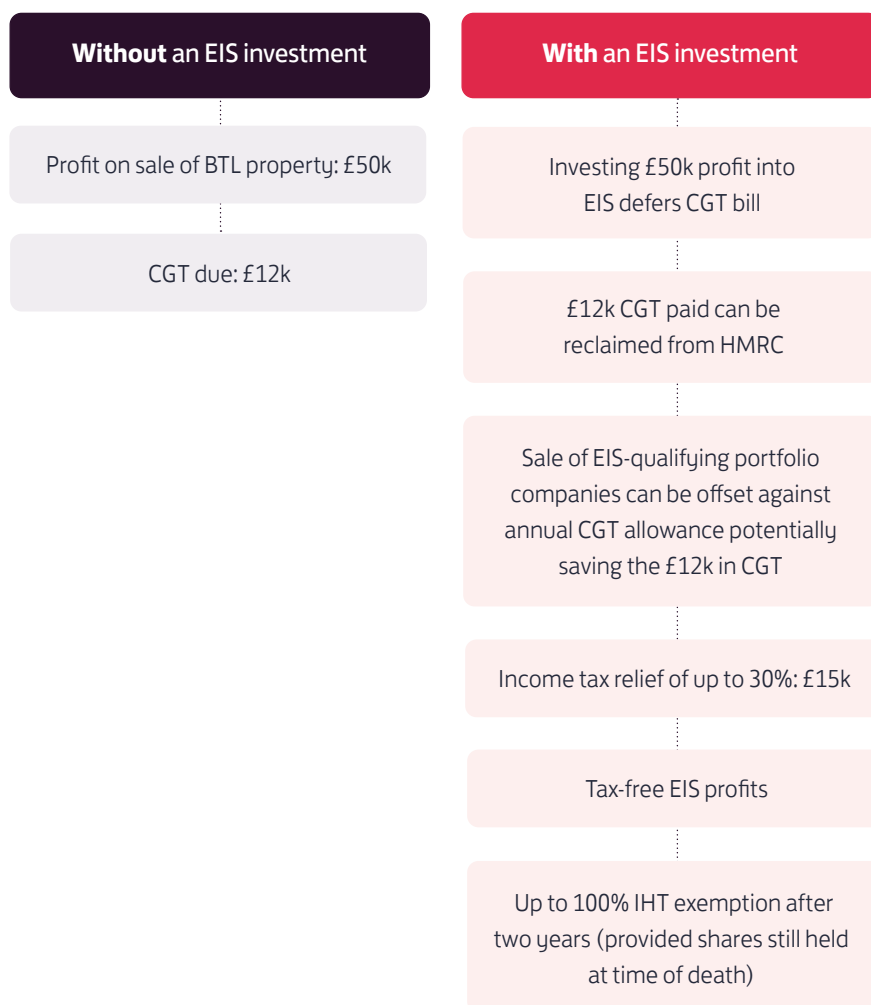 Without an EIS investment
Profit on sale of BTL property: £50k
CGT due: £12k
With an EIS investment
Investing £50k profit into
EIS defers CGT bill
£12k CGT paid can be
reclaimed from HMRC
Sale of EIS-qualifying portfolio
companies can be offset against
annual CGT allowance potentially
saving the £12k in CGT
Income tax relief of up to 30%: £15k
Tax-free EIS profits
Up to 100% IHT exemption after
two years (provided shares still held
at time of death)